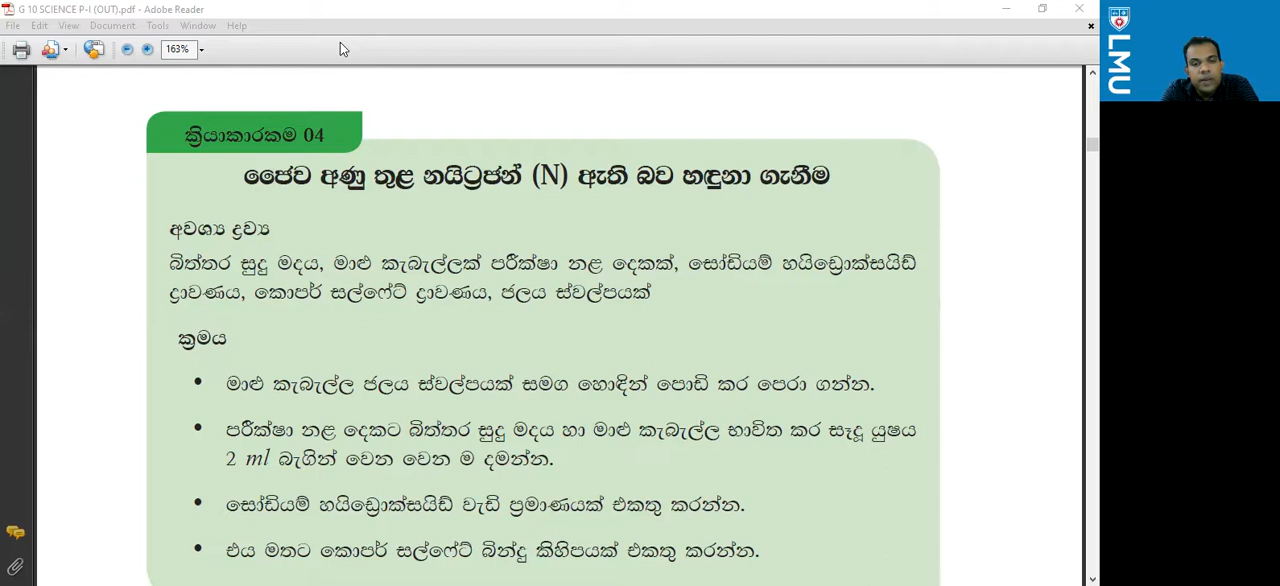 G 10 SCIENCE P-I (OUT).pdf - Adobe Reader
File Edit View Document Tools Window Help
163%
LMU
ක්‍රියාකාරකම 04
ජෛව අණු තුළ නයිට්‍රජන් (N) ඇති බව හඳුනා ගැනීම
අවශ්‍ය ද්‍රව්‍ය
බිත්තර සුදු මදය, මාළු කැබැල්ලක් පරීක්ෂා නළ දෙකක්, සෝඩියම් හයිඩ්‍රොක්සයිඩ්
ද්‍රාවණය, කොපර් සල්ෆේට් ද්‍රාවණය, ජලය ස්වල්පයක්
ක්‍රමය
• මාළු කැබැල්ල ජලය ස්වල්පයක් සමග හොඳින් පොඩි කර පෙරා ගන්න.
• පරීක්ෂා නළ දෙකට බිත්තර සුදු මදය හා මාළු කැබැල්ල භාවිත කර සෑදූ යුෂය
2 ml බැගින් වෙන වෙන ම දමන්න.
• සෝඩියම් හයිඩ්‍රොක්සයිඩ් වැඩි ප්‍රමාණයක් එකතු කරන්න.
• එය මතට කොපර් සල්ෆේට් බින්දු කිහිපයක් එකතු කරන්න.